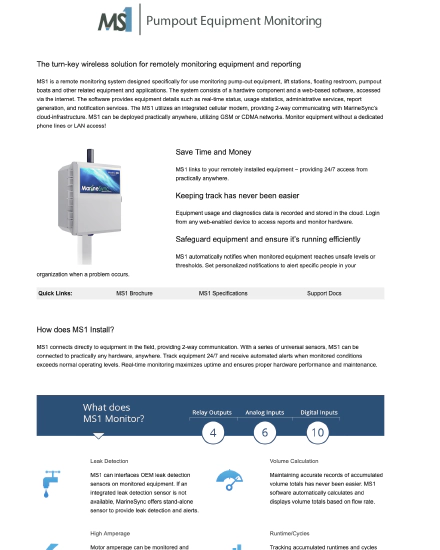 MS1 Pumpout Equipment Monitoring
The turn-key wireless solution for remotely monitoring equipment and reporting
MS1 is a remote monitoring system designed specifically for use monitoring pump-out equipment, lift stations, floating restroom, pumpout
boats and other related equipment and applications. The system consists of a hardwire component and a web-based software, accessed
via the internet. The software provides equipment details such as real-time status, usage statistics, administrative services, report
generation, and notification services. The MS1 utilizes an integrated cellular modem, providing 2-way communicating with MarineSync's
cloud-infrastructure. MS1 can be deployed practically anywhere, utilizing GSM or CDMA networks. Monitor equipment without a dedicated
phone lines or LAN access!
MarineSync
Save Time and Money
MS1 links to your remotely installed equipment – providing 24/7 access from
practically anywhere.
Keeping track has never been easier
Equipment usage and diagnostics data is recorded and stored in the cloud. Login
from any web-enabled device to access reports and monitor hardware.
Safeguard equipment and ensure it's running efficiently
MS1 automatically notifies when monitored equipment reaches unsafe levels or
thresholds. Set personalized notifications to alert specific people in your
organization when a problem occurs.
Quick Links: MS1 Brochure MS1 Specifications Support Docs
How does MS1 Install?
MS1 connects directly to equipment in the field, providing 2-way communication. With a series of universal sensors, MS1 can be
connected to practically any hardware, anywhere. Track equipment 24/7 and receive automated alerts when monitored conditions
exceeds normal operating levels. Real-time monitoring maximizes uptime and ensures proper hardware performance and maintenance.
What does
MS1 Monitor?
Relay Outputs Analog Inputs Digital Inputs
4 6 10
Leak Detection
MS1 can interfaces OEM leak detection
sensors on monitored equipment. If an
integrated leak detection sensor is not
available, MarineSync offers stand-alone
sensor to provide leak detection and alerts.
Volume Calculation
Maintaining accurate records of accumulated
volume totals has never been easier. MS1
software automatically calculates and
displays volume totals based on flow rate.
High Amperage
Motor amperage can be monitored and
Runtime/Cycles
Tracking accumulated runtimes and cycles